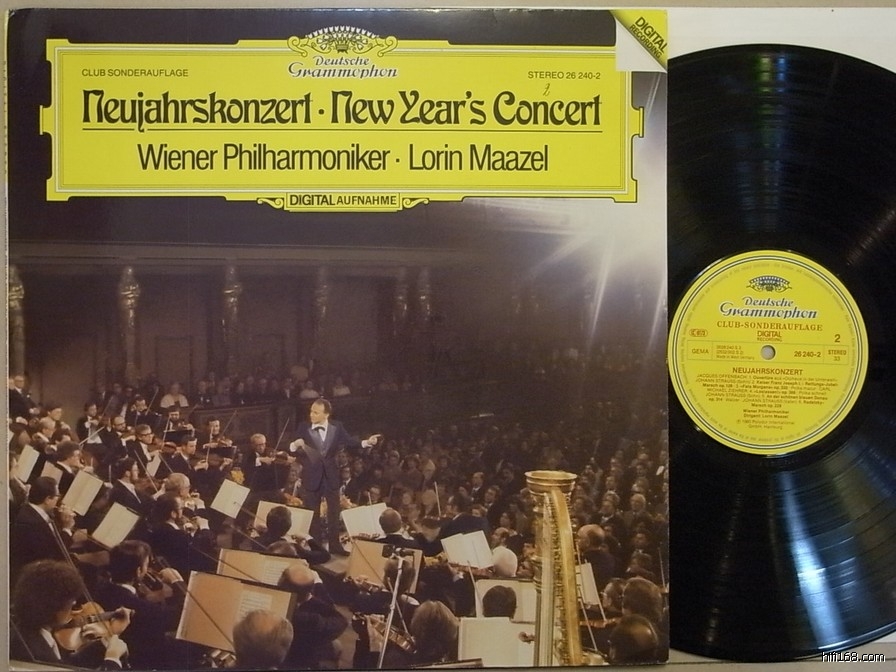 DIGITAL
RECORDING
Deutsche
Grammophon
CLUB SONDERAUFLAGE
STEREO 26 240-2
Neujahrskonzert · New Year's Concert
Wiener Philharmoniker · Lorin Maazel
DIGITAL AUFNAHME
Deutsche
Grammophon
CLUB-SONDERAUFLAGE
DIGITAL
RECORDING
2
GEMA
26 240-2
STEREO
33
NEUJAHRSKONZERT
Wiener Philharmoniker
Dirigent: Lorin Maazel
hifi168.com